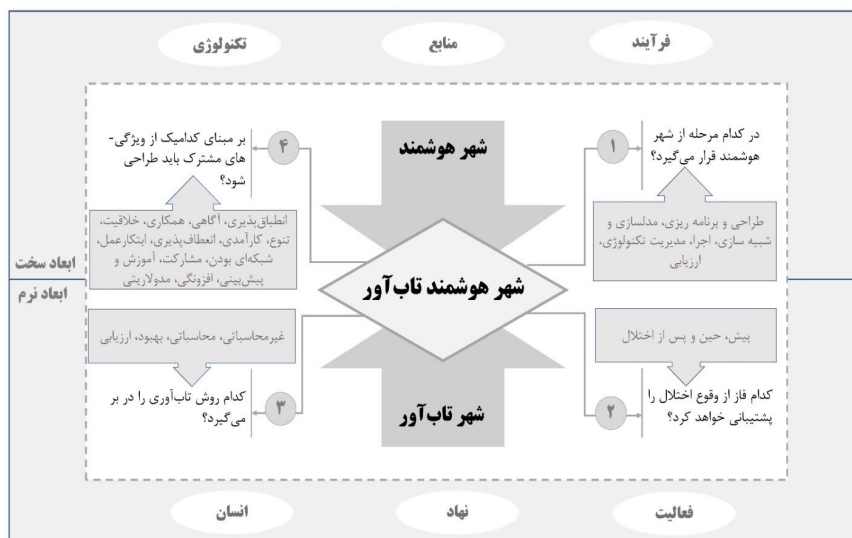 فرآیند
منابع
تکنولوژی
شهر هوشمند
۱
در کدام مرحله از شهر
هوشمند قرار می‌گیرد؟
طراحی و برنامه ریزی، مدلسازی و
شبیه سازی، اجرا، مدیریت تکنولوژی،
ارزیابی
۴
بر مبنای کدامیک از ویژگی-
های مشترک باید طراحی
شود؟
انطباق‌پذیری، آگاهی، همکاری، خلاقیت،
تنوع، کارآمدی، انعطاف‌پذیری، ابتکارعمل،
شبکه‌ای بودن، مشارکت، آموزش و
پیش‌بینی، افزونگی، مدولاریتی
ابعاد سخت
ابعاد نرم
شهر هوشمند تاب‌آور
پیش، حین و پس از اختلال
۲
کدام فاز از وقوع اختلال را
پشتیبانی خواهد کرد؟
غیرمحاسباتی، محاسباتی، بهبود، ارزیابی
۳
کدام روش تاب‌آوری را در بر
می‌گیرد؟
شهر تاب‌آور
فعالیت
نهاد
انسان